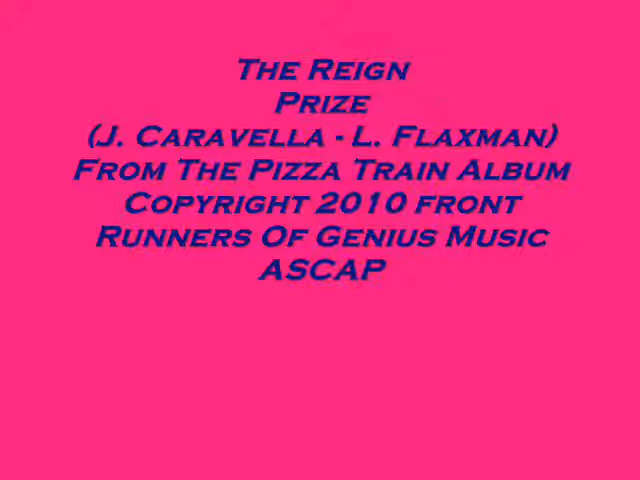 The Reign
Prize
(J. Caravella - L. Flaxman)
From The Pizza Train Album
Copyright 2010 front
Runners Of Genius Music
ASCAP